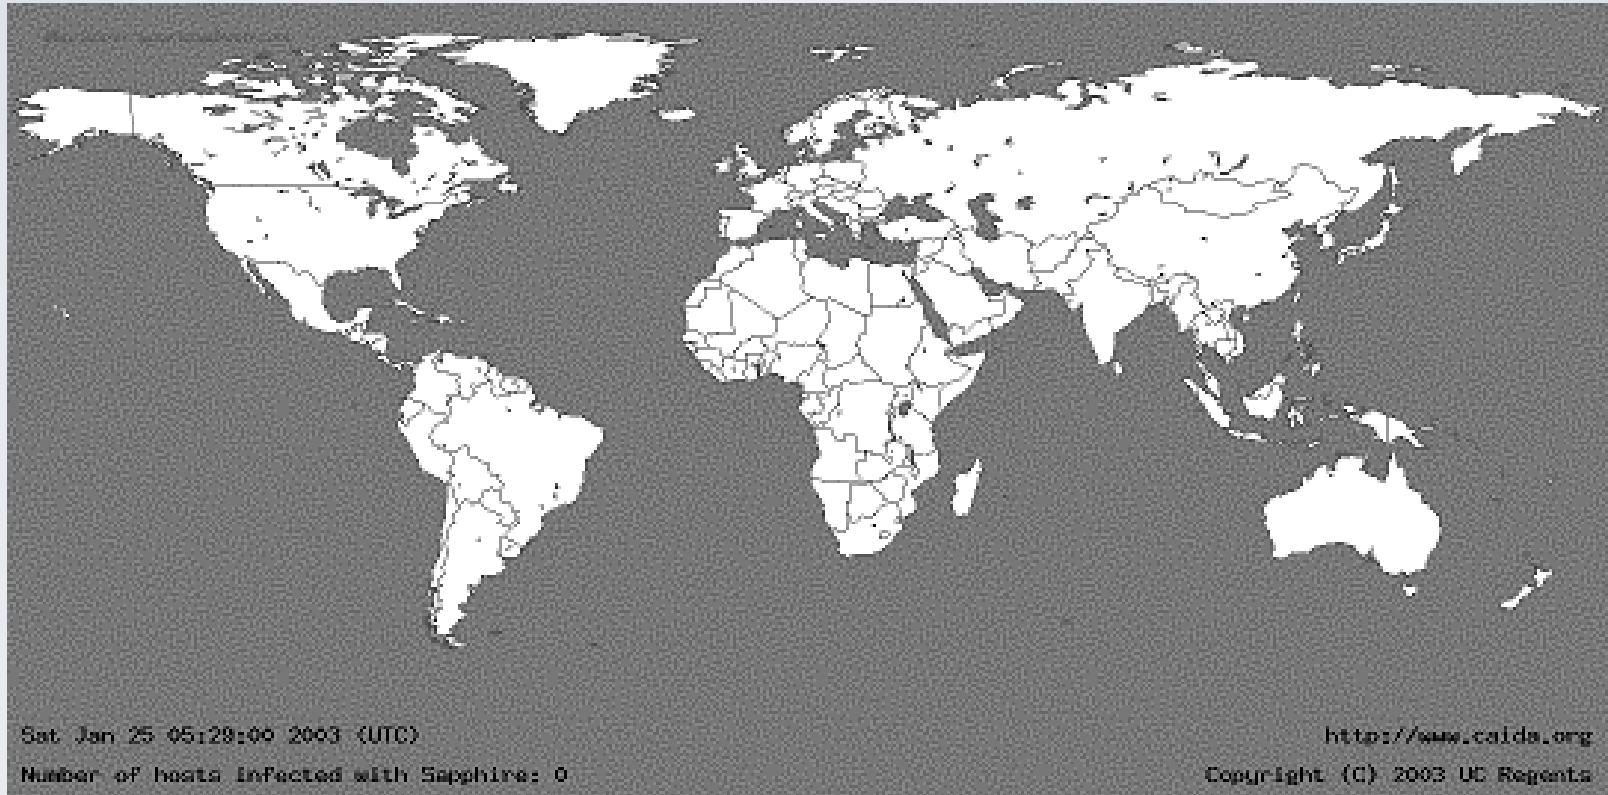 Sat Jan 25 05:29:00 2003 (UTC)
http://www.caida.org
Number of hosts infected with Sapphire: 0
Copyright (C) 2003 UC Regents